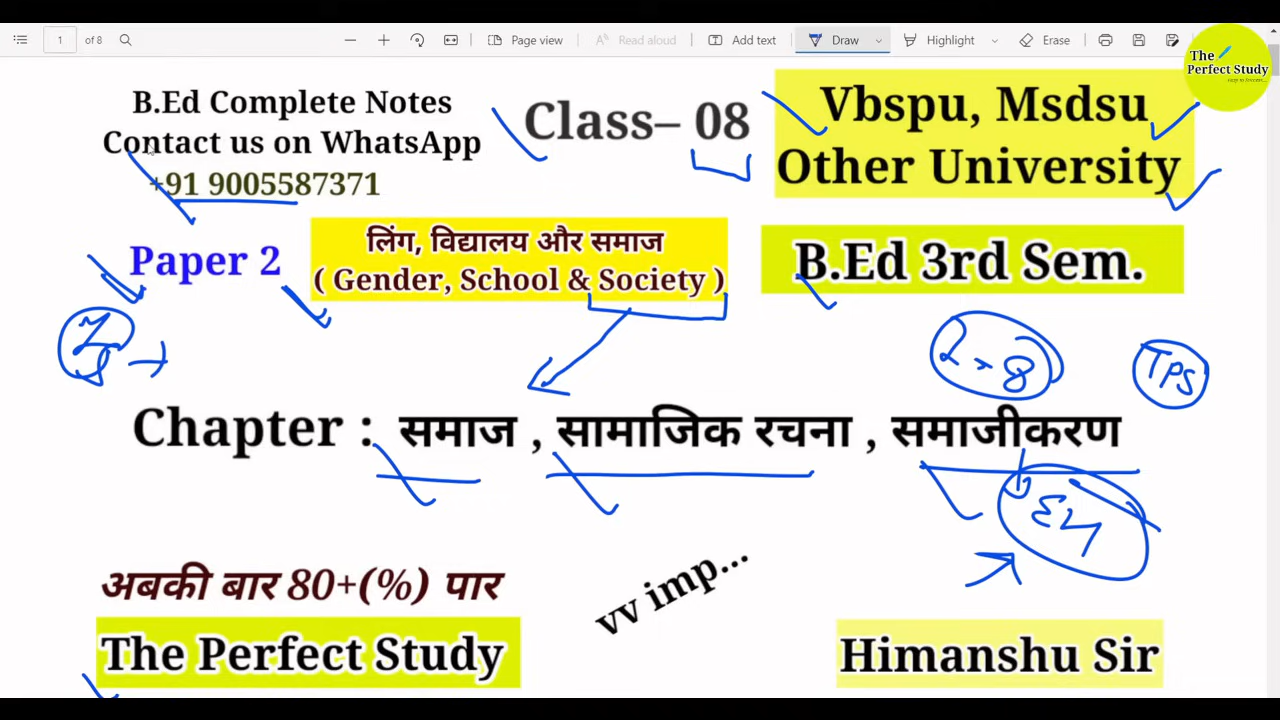 1 of 8 Page view Read aloud Add text Draw Highlight Erase
The
Perfect Study
B.Ed Complete Notes
Contact us on WhatsApp
+91 9005587371
Class– 08
Vbspu, Msdsu
Other University
Paper 2
लिंग, विद्यालय और समाज
( Gender, School & Society )
B.Ed 3rd Sem.
TPS
Chapter : समाज , सामाजिक रचना , समाजीकरण
अबकी बार 80+(%) पार
vv imp...
The Perfect Study
Himanshu Sir